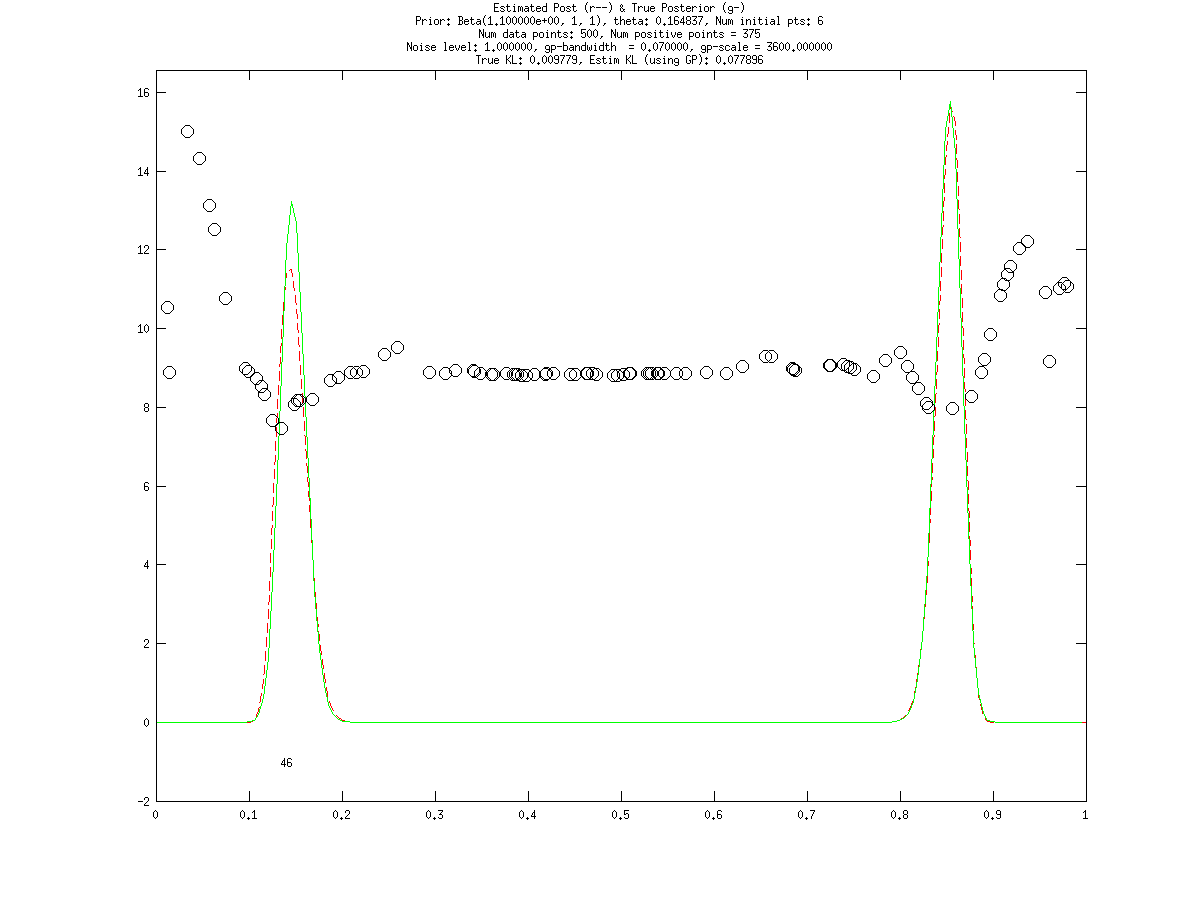 Estimated Post (r--) & True Posterior (g-)
Prior: Beta(1.100000e+00, 1, 1), theta: 0.164837, Num initial pts: 6
Num data points: 500, Num positive points = 375
Noise level: 1.000000, gp-bandwidth  = 0.070000, gp-scale = 3600.000000
True KL: 0.009779, Estim KL (using GP): 0.077896
16
14
12
10
8
6
4
2
0
46
-2
0 0.1 0.2 0.3 0.4 0.5 0.6 0.7 0.8 0.9 1